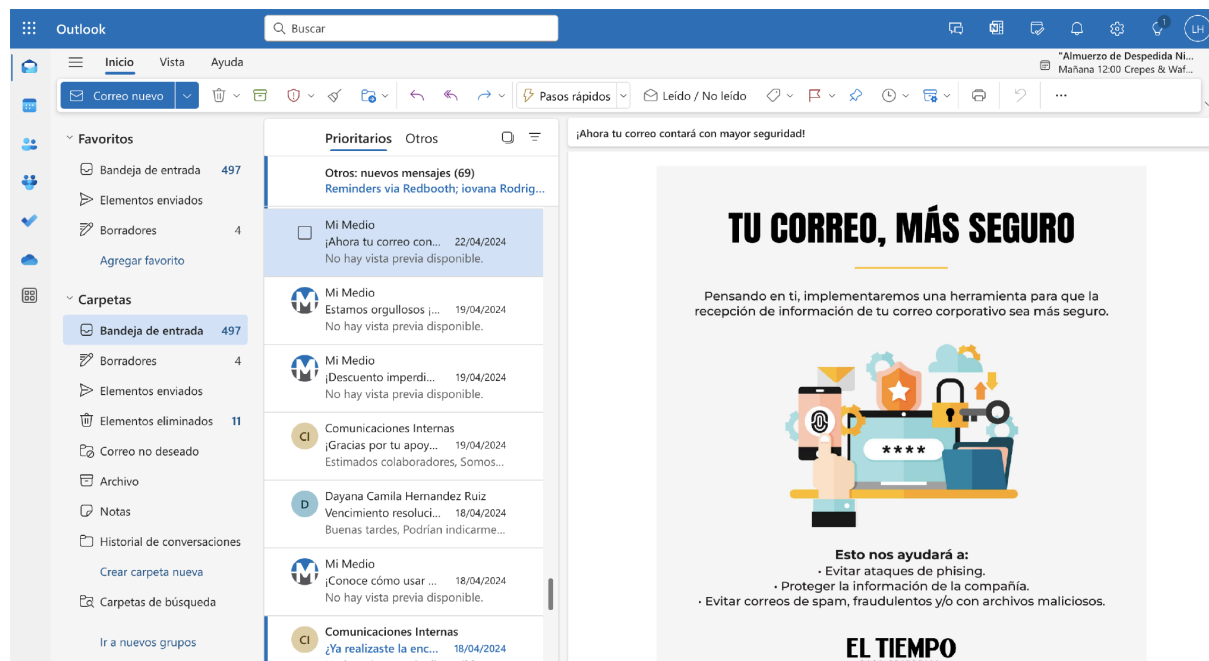 Outlook
Buscar
1
LH
Inicio Vista Ayuda
"Almuerzo de Despedida Ni...
Mañana 12:00 Crepes & Waf...
Correo nuevo
Pasos rápidos
Leído / No leído
Favoritos
Bandeja de entrada 497
Elementos enviados
Borradores 4
Agregar favorito
Carpetas
Bandeja de entrada 497
Borradores 4
Elementos enviados
Elementos eliminados 11
Correo no deseado
Archivo
Notas
Historial de conversaciones
Crear carpeta nueva
Carpetas de búsqueda
Ir a nuevos grupos
Prioritarios Otros
Otros: nuevos mensajes (69)
Reminders via Redbooth; iovana Rodrig...
Mi Medio
¡Ahora tu correo con... 22/04/2024
No hay vista previa disponible.
Mi Medio
Estamos orgullosos ¡... 19/04/2024
No hay vista previa disponible.
Mi Medio
¡Descuento imperdi... 19/04/2024
No hay vista previa disponible.
CI
Comunicaciones Internas
¡Gracias por tu apoy... 19/04/2024
Estimados colaboradores, Somos...
D
Dayana Camila Hernandez Ruiz
Vencimiento resoluci... 18/04/2024
Buenas tardes, Podrían indicarme...
Mi Medio
¡Conoce cómo usar ... 18/04/2024
No hay vista previa disponible.
CI
Comunicaciones Internas
¿Ya realizaste la enc... 18/04/2024
¡Ahora tu correo contará con mayor seguridad!
TU CORREO, MÁS SEGURO
Pensando en ti, implementaremos una herramienta para que la
recepción de información de tu correo corporativo sea más seguro.
****
Esto nos ayudará a:
• Evitar ataques de phising.
• Proteger la información de la compañía.
• Evitar correos de spam, fraudulentos y/o con archivos maliciosos.
EL TIEMPO